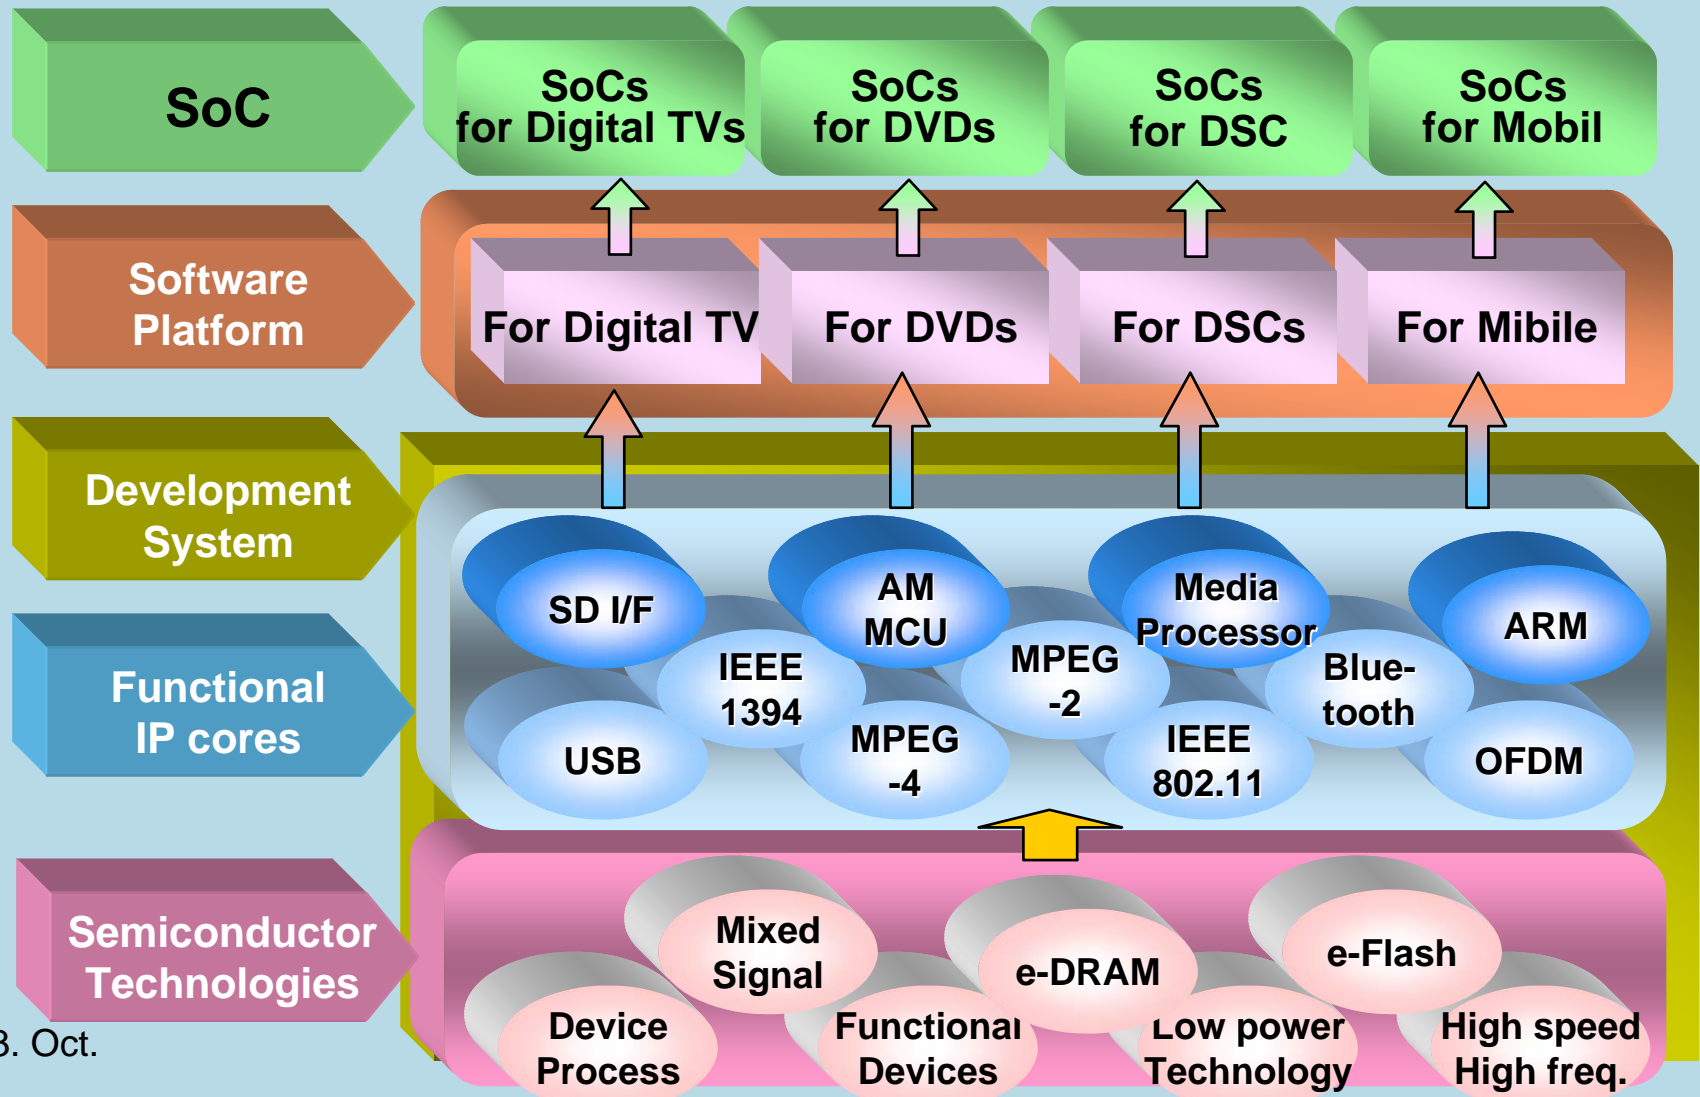 SoC
SoCs
for Digital TVs
SoCs
for DVDs
SoCs
for DSC
SoCs
for Mobil
Software
Platform
For Digital TV
For DVDs
For DSCs
For Mibile
Development
System
Functional
IP cores
SD I/F
AM
MCU
Media
Processor
ARM
IEEE
1394
MPEG
-2
Blue-
tooth
USB
MPEG
-4
IEEE
802.11
OFDM
Semiconductor
Technologies
Mixed
Signal
e-DRAM
e-Flash
Device
Process
Functional
Devices
Low power
Technology
High speed
High freq.
3. Oct.